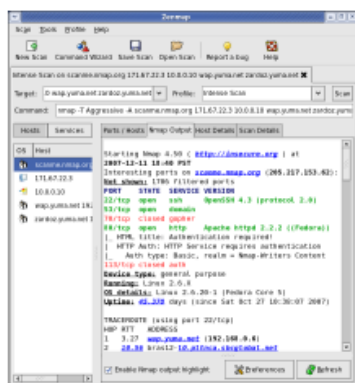 Zenmap
Scan Tools Profile Help
New Scan Command Wizard Save Scan Open Scan Report a bug Help
Intense Scan on scanme.nmap.org 171.67.22.3 10.0.0.10 wap.yuma.net zardoz.yuma.net
Target: wap.yuma.net zardoz.yuma.net Profile: Intense Scan Scan
Command: nmap -T Aggressive -A scanme.nmap.org 171.67.22.3 10.0.0.10 wap.yuma.net
Hosts Services Ports / Hosts Nmap Output Host Details Scan Details
OS Host
scanme.nmap.org
171.67.22.3
10.0.0.10
wap.yuma.net
zardoz.yuma.net
Starting Nmap 4.50 ( http://insecure.org ) at
2007-12-11 18:40 PST
Interesting ports on scanme.nmap.org (205.217.153.62):
Not shown: 1706 filtered ports
PORT STATE SERVICE VERSION
22/tcp open ssh OpenSSH 4.3 (protocol 2.0)
53/tcp open domain
70/tcp closed gopher
80/tcp open http Apache httpd 2.2.2 ((Fedora))
|_ HTML title: Authentication required!
| HTTP Auth: HTTP Service requires authentication
|_ Auth type: Basic, realm = Nmap-Writers Content
113/tcp closed auth
Device type: general purpose
Running: Linux 2.6.X
OS details: Linux 2.6.20-1 (Fedora Core 5)
Uptime: days (since Sat Oct 27 2007)
TRACEROUTE (using port 22/tcp)
HOP RTT ADDRESS
1 3.27 wap.yuma.net (192.168.0.6)
2
Enable Nmap output highlight Preferences Refresh